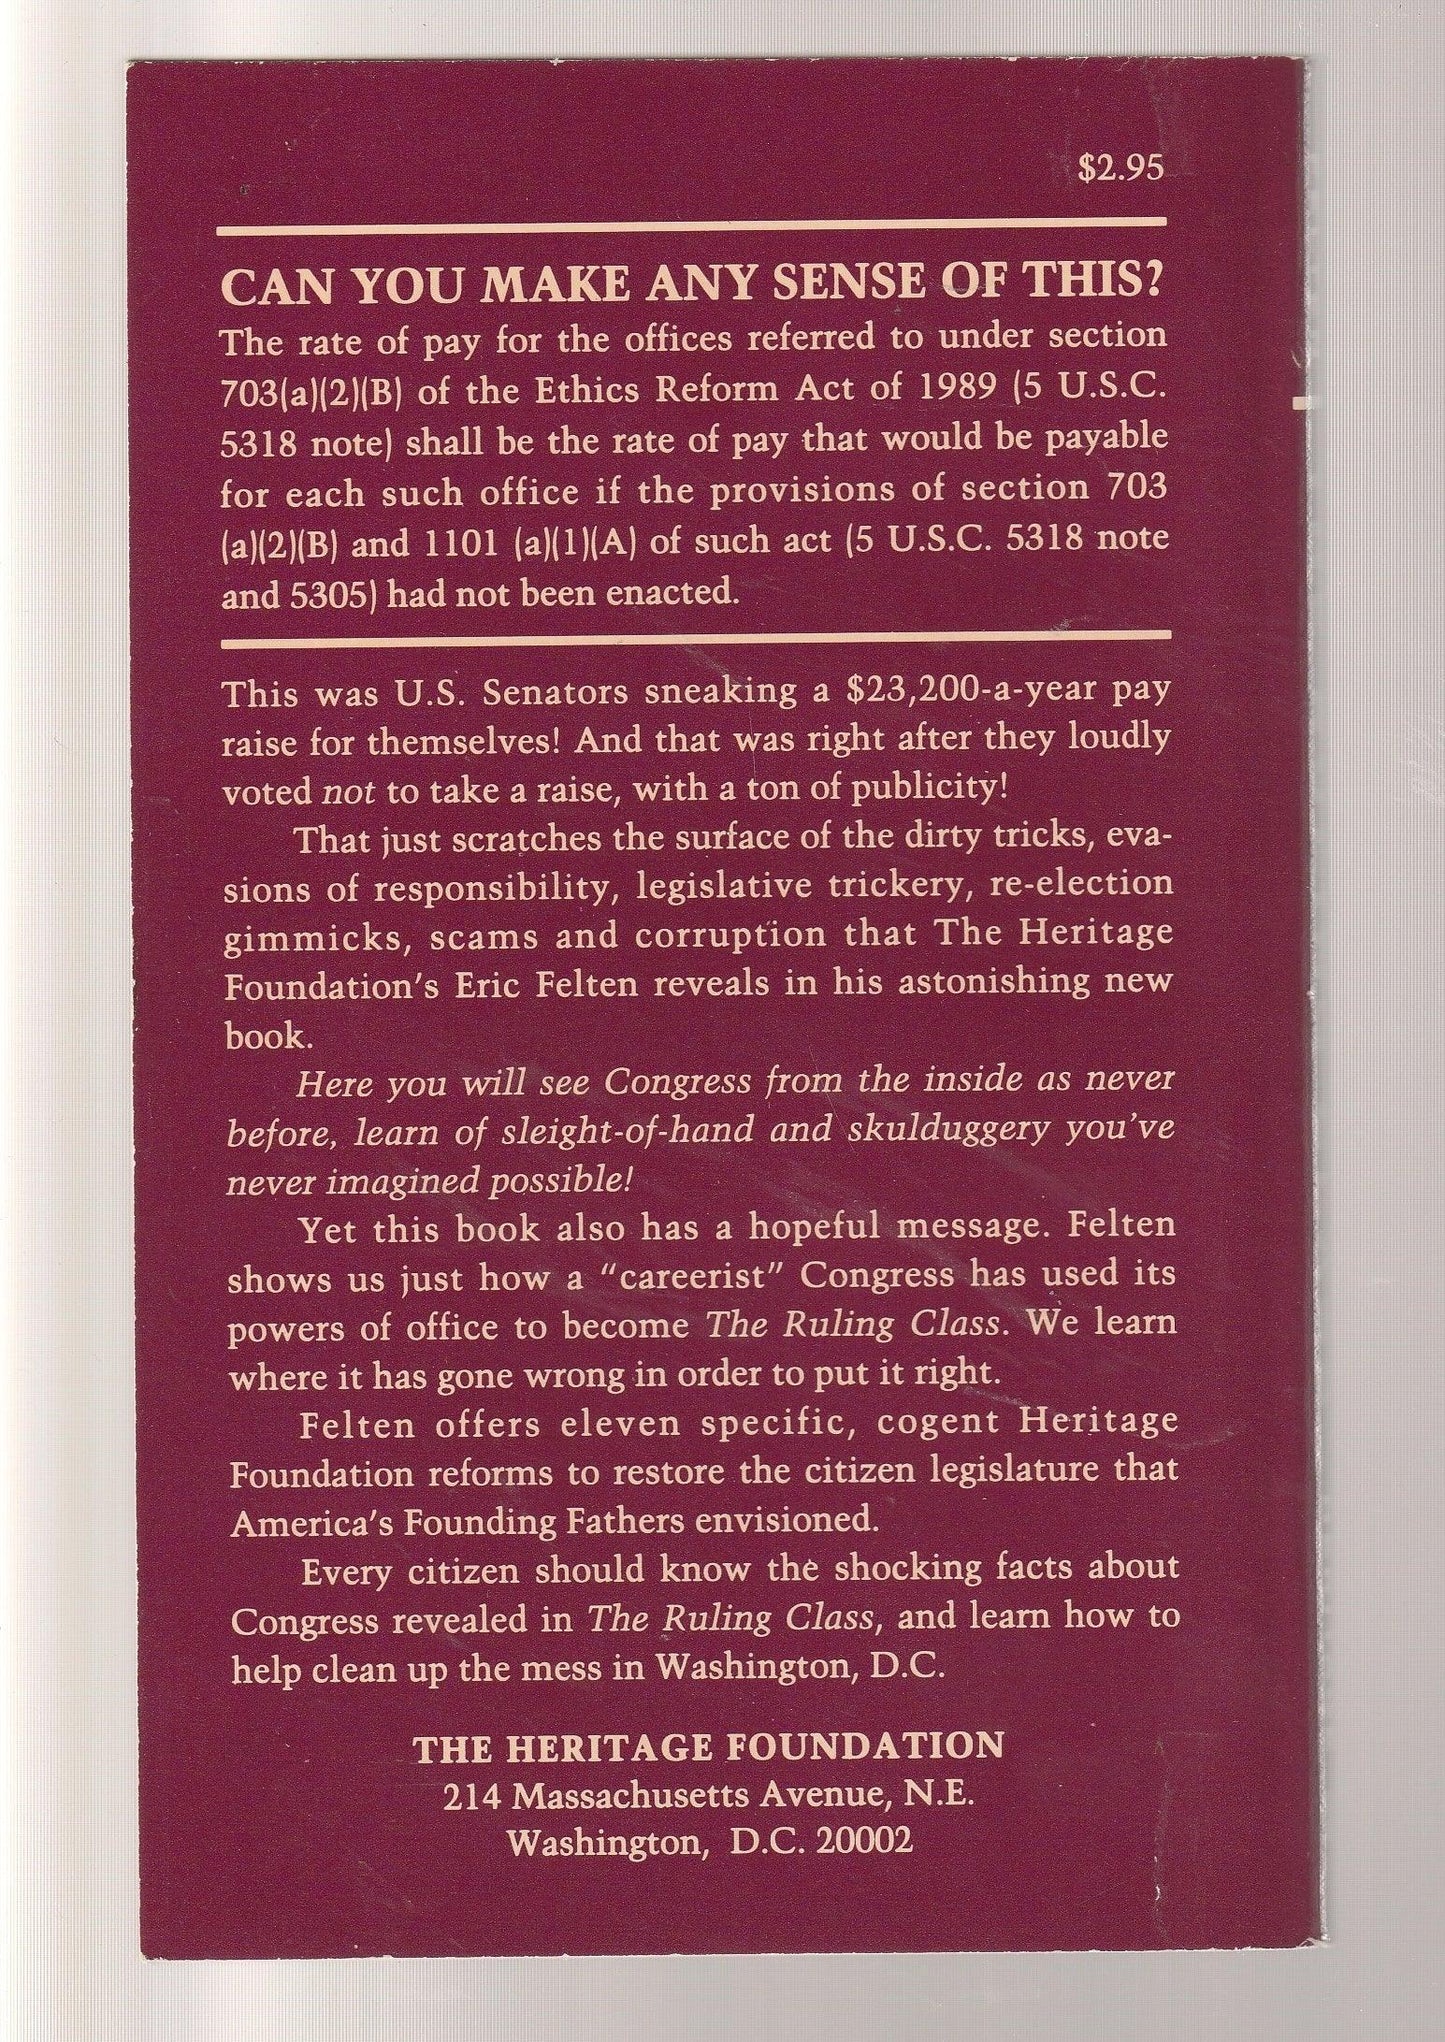 $2.95
CAN YOU MAKE ANY SENSE OF THIS?
The rate of pay for the offices referred to under section
703(a)(2)(B) of the Ethics Reform Act of 1989 (5 U.S.C.
5318 note) shall be the rate of pay that would be payable
for each such office if the provisions of section 703
(a)(2)(B) and 1101 (a)(1)(A) of such act (5 U.S.C. 5318 note
and 5305) had not been enacted.
This was U.S. Senators sneaking a $23,200-a-year pay
raise for themselves! And that was right after they loudly
voted not to take a raise, with a ton of publicity!
That just scratches the surface of the dirty tricks, eva-
sions of responsibility, legislative trickery, re-election
gimmicks, scams and corruption that The Heritage
Foundation's Eric Felten reveals in his astonishing new
book.
Here you will see Congress from the inside as never
before, learn of sleight-of-hand and skulduggery you've
never imagined possible!
Yet this book also has a hopeful message. Felten
shows us just how a "careerist" Congress has used its
powers of office to become The Ruling Class. We learn
where it has gone wrong in order to put it right.
Felten offers eleven specific, cogent Heritage
Foundation reforms to restore the citizen legislature that
America's Founding Fathers envisioned.
Every citizen should know the shocking facts about
Congress revealed in The Ruling Class, and learn how to
help clean up the mess in Washington, D.C.
THE HERITAGE FOUNDATION
214 Massachusetts Avenue, N.E.
Washington, D.C. 20002